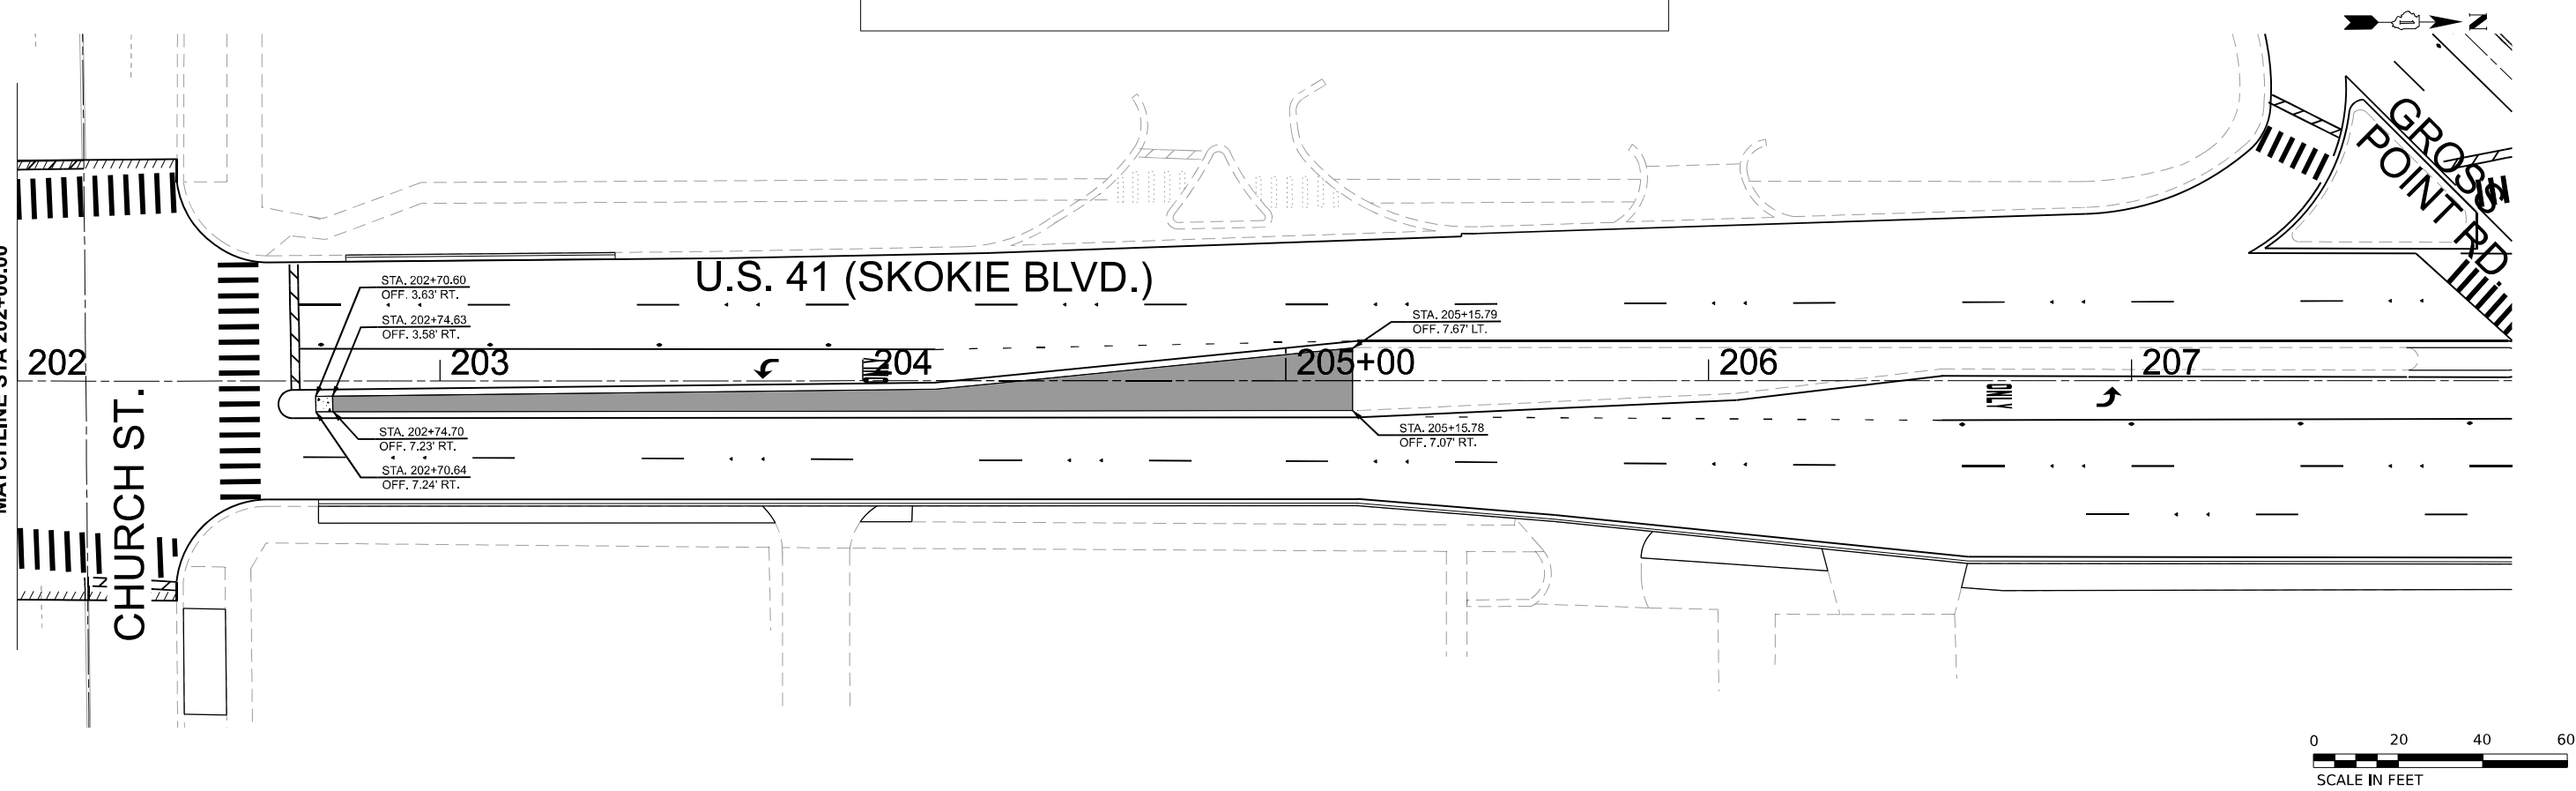 N
GROSS
POINT RD.
MATCHLINE STA 202+00.00
U.S. 41 (SKOKIE BLVD.)
STA. 202+70.60
OFF. 3.63' RT.
STA. 202+74.63
OFF. 3.58' RT.
STA. 205+15.79
OFF. 7.67' LT.
202
203
204
205+00
206
207
ONLY
ONLY
CHURCH ST.
STA. 202+74.70
OFF. 7.23' RT.
STA. 202+70.64
OFF. 7.24' RT.
STA. 205+15.78
OFF. 7.07' RT.
0 20 40 60
SCALE IN FEET